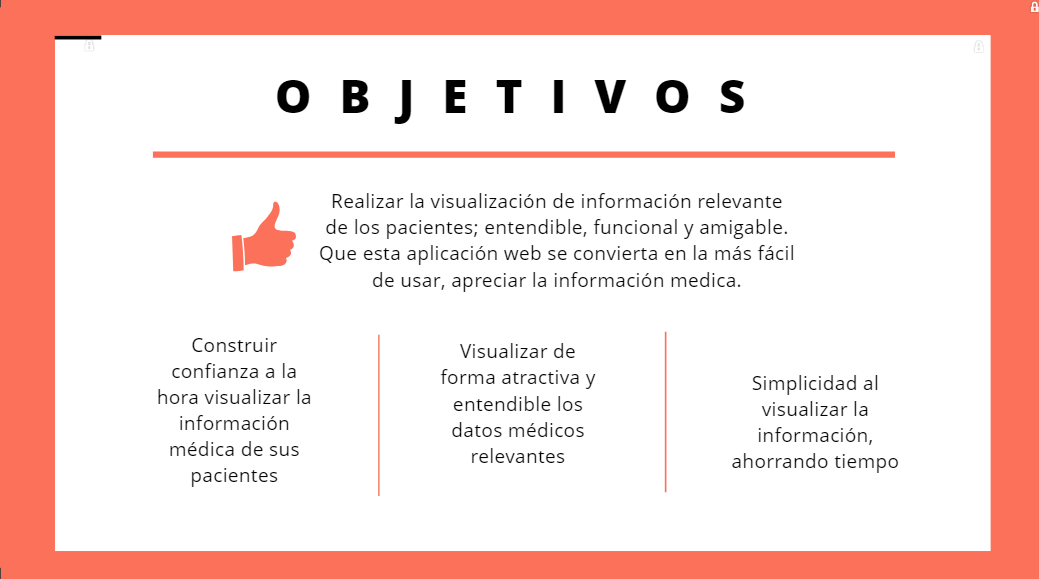 OBJETIVOS
Realizar la visualización de información relevante
de los pacientes; entendible, funcional y amigable.
Que esta aplicación web se convierta en la más fácil
de usar, apreciar la información medica.
Construir
confianza a la
hora visualizar la
información
médica de sus
pacientes
Visualizar de
forma atractiva y
entendible los
datos médicos
relevantes
Simplicidad al
visualizar la
información,
ahorrando tiempo